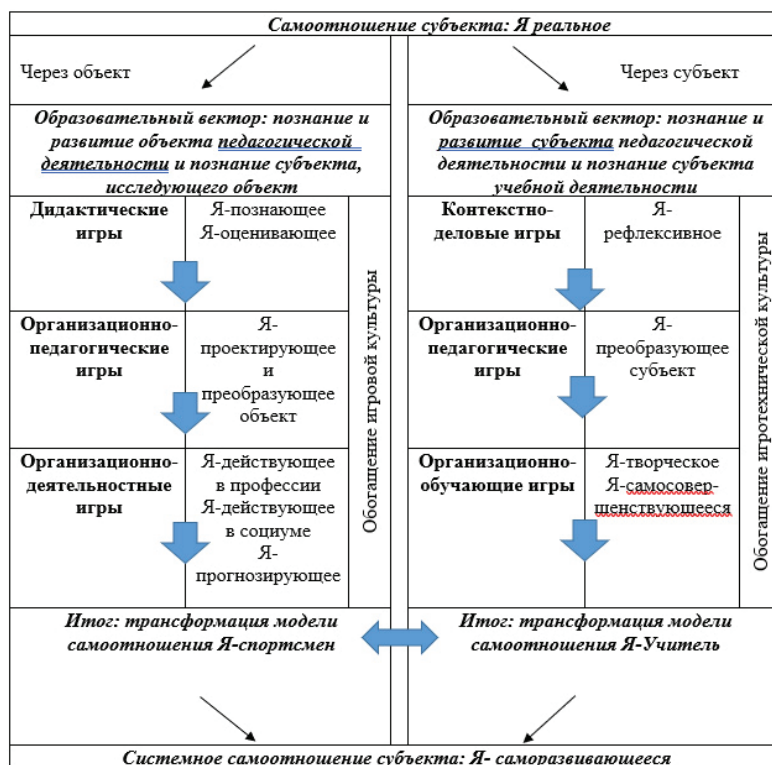 Самоотношение субъекта: Я реальное
Через объект
Через субъект
Образовательный вектор: познание и
развитие объекта педагогической
деятельности и познание субъекта,
исследующего объект
Образовательный вектор: познание и
развитие субъекта педагогической
деятельности и познание субъекта
учебной деятельности
Дидактические
игры
Я-познающее
Я-оценивающее
Организационно-
педагогические
игры
Я-
проектирующее
и
преобразующее
объект
Организационно-
деятельностные
игры
Я-действующее
в профессии
Я-действующее
в социуме
Я-
прогнозирующее
Обогащение игровой культуры
Контекстно-
деловые игры
Я-
рефлексивное
Организационно-
педагогические
игры
Я-
преобразующее
субъект
Организационно-
обучающие игры
Я-творческое
Я-самосовер-
шенствующееся
Обогащение игротехнической культуры
Итог: трансформация модели
самоотношения Я-спортсмен
Итог: трансформация модели
самоотношения Я-Учитель
Системное самоотношение субъекта: Я- саморазвивающееся